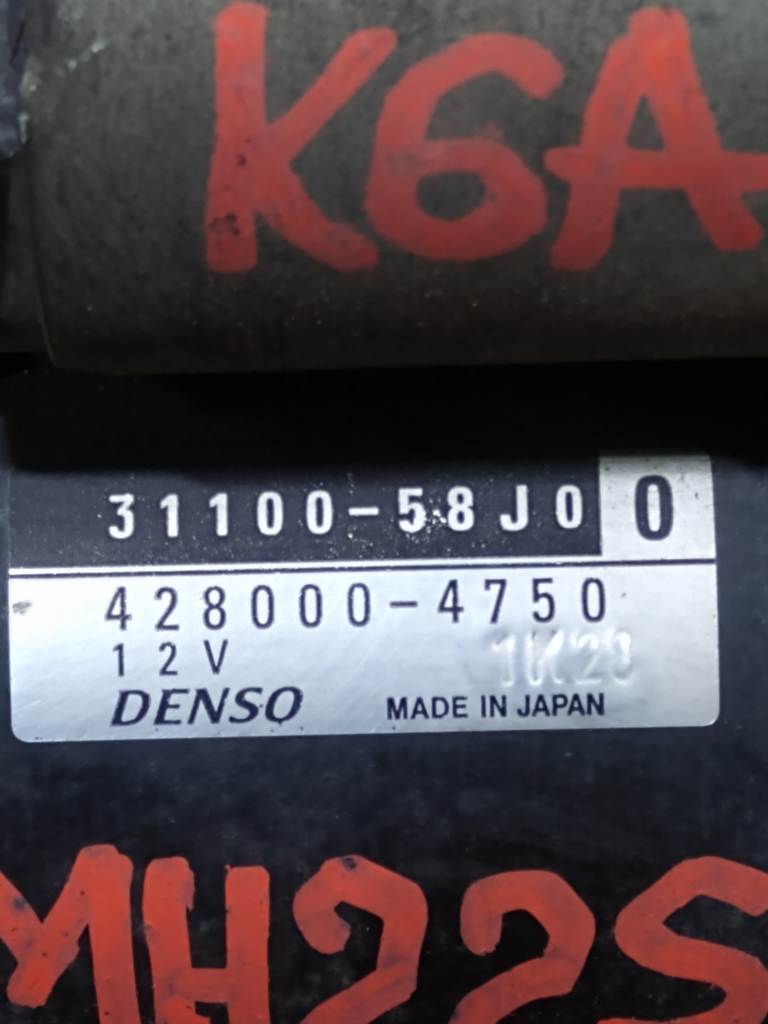 K6A
31100-58J0 0
428000-4750
12V
DENSO MADE IN JAPAN
MH22S